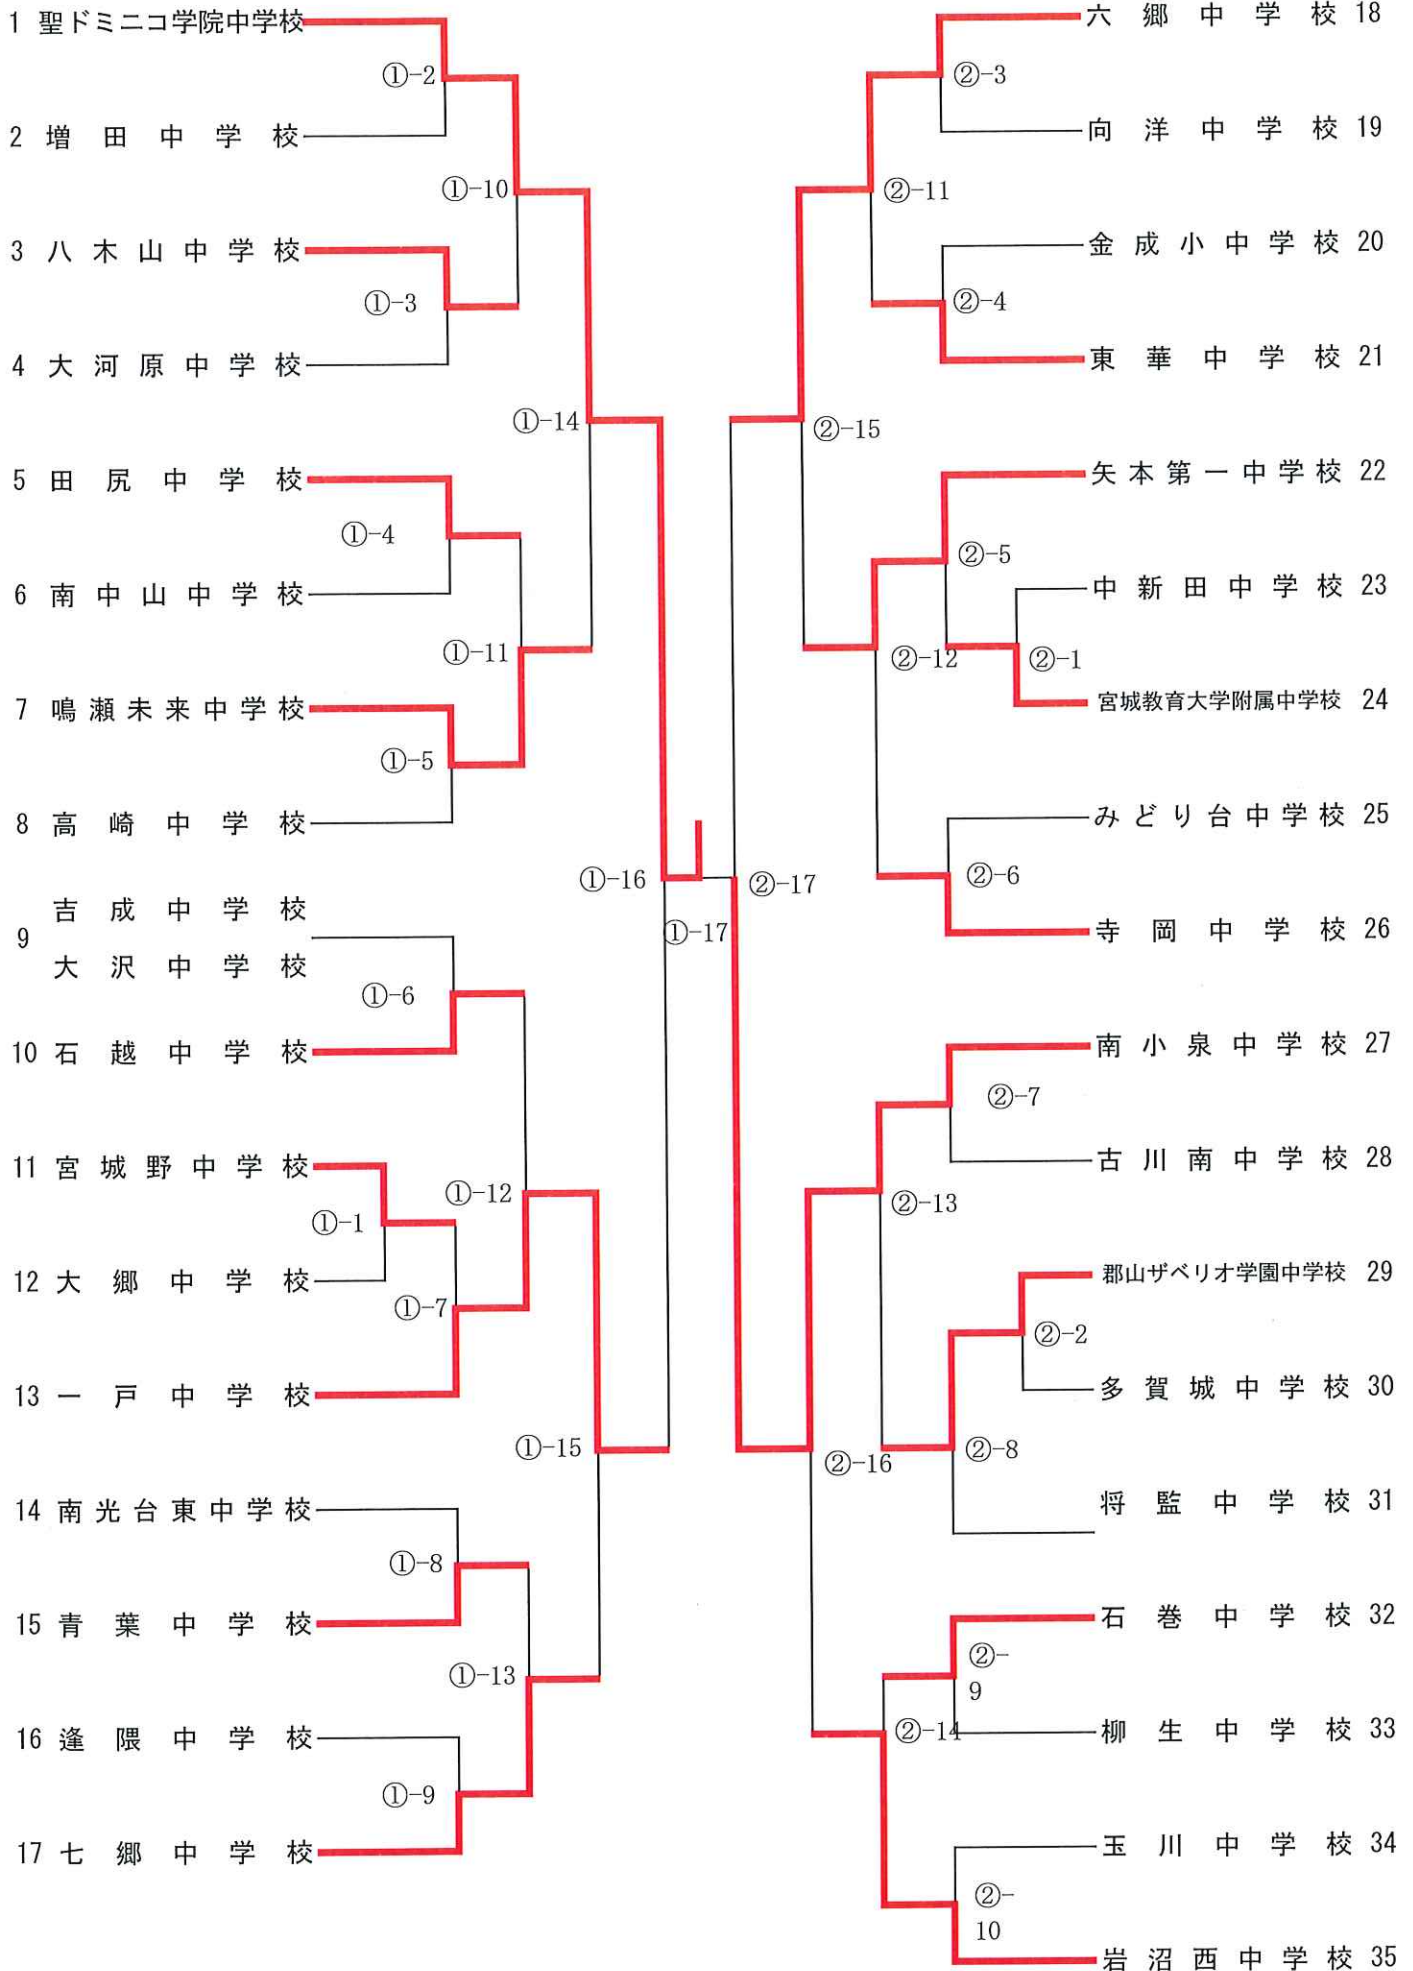 1 聖ドミニコ学院中学校
①-2
2 増田中学校
①-10
3 八木山中学校
①-3
4 大河原中学校
①-14
5 田尻中学校
①-4
6 南中山中学校
①-11
7 鳴瀬未来中学校
①-5
8 高崎中学校
①-16
①-17
吉成中学校
9
大沢中学校
①-6
10 石越中学校
11 宮城野中学校
①-12
①-1
12 大郷中学校
①-7
13 一戸中学校
①-15
14 南光台東中学校
①-8
15 青葉中学校
①-13
16 逢隈中学校
①-9
17 七郷中学校
六郷中学校 18
②-3
向洋中学校 19
②-11
金成小中学校 20
②-4
東華中学校 21
②-15
矢本第一中学校 22
②-5
中新田中学校 23
②-12
②-1
宮城教育大学附属中学校 24
みどり台中学校 25
②-6
②-17
寺岡中学校 26
南小泉中学校 27
②-7
古川南中学校 28
②-13
郡山ザベリオ学園中学校 29
②-2
多賀城中学校 30
②-8
②-16
将監中学校 31
石巻中学校 32
②-
9
②-14
柳生中学校 33
玉川中学校 34
②-
10
岩沼西中学校 35